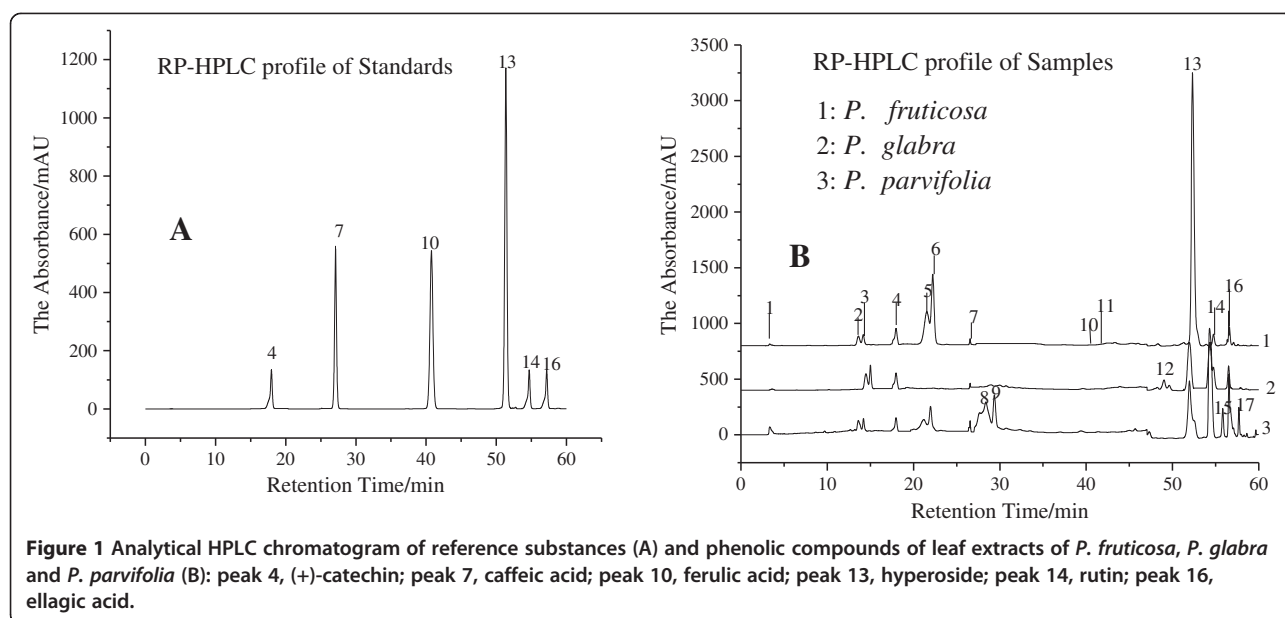 RP-HPLC profile of Standards
A
The Absorbance/mAU
1200
1000
800
600
400
200
0
4
7
10
13
14
16
0 10 20 30 40 50 60
Retention Time/min
RP-HPLC profile of Samples
1: P. fruticosa
2: P. glabra
3: P. parvifolia
B
The Absorbance/mAU
3500
3000
2500
2000
1500
1000
500
0
1
2
3
4
5
6
7
10
11
13
14
16
1
12
2
8
9
15
17
3
0 10 20 30 40 50 60
Retention Time/min
Figure 1 Analytical HPLC chromatogram of reference substances (A) and phenolic compounds of leaf extracts of P. fruticosa, P. glabra
and P. parvifolia (B): peak 4, (+)-catechin; peak 7, caffeic acid; peak 10, ferulic acid; peak 13, hyperoside; peak 14, rutin; peak 16,
ellagic acid.